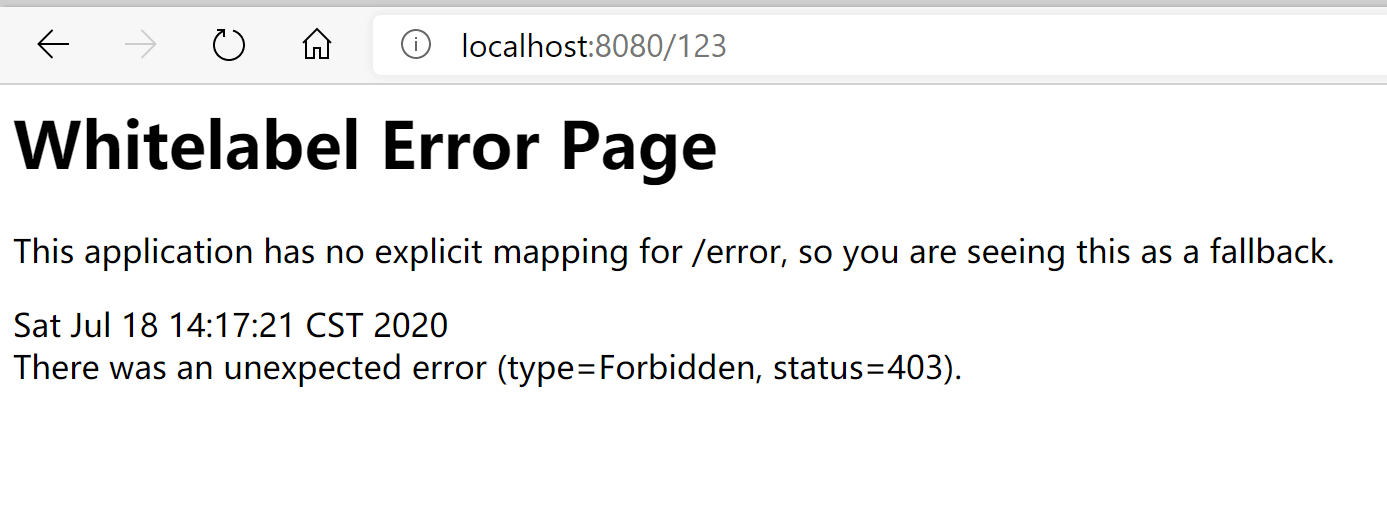 localhost:8080/123
Whitelabel Error Page
This application has no explicit mapping for /error, so you are seeing this as a fallback.
Sat Jul 18 14:17:21 CST 2020
There was an unexpected error (type=Forbidden, status=403).